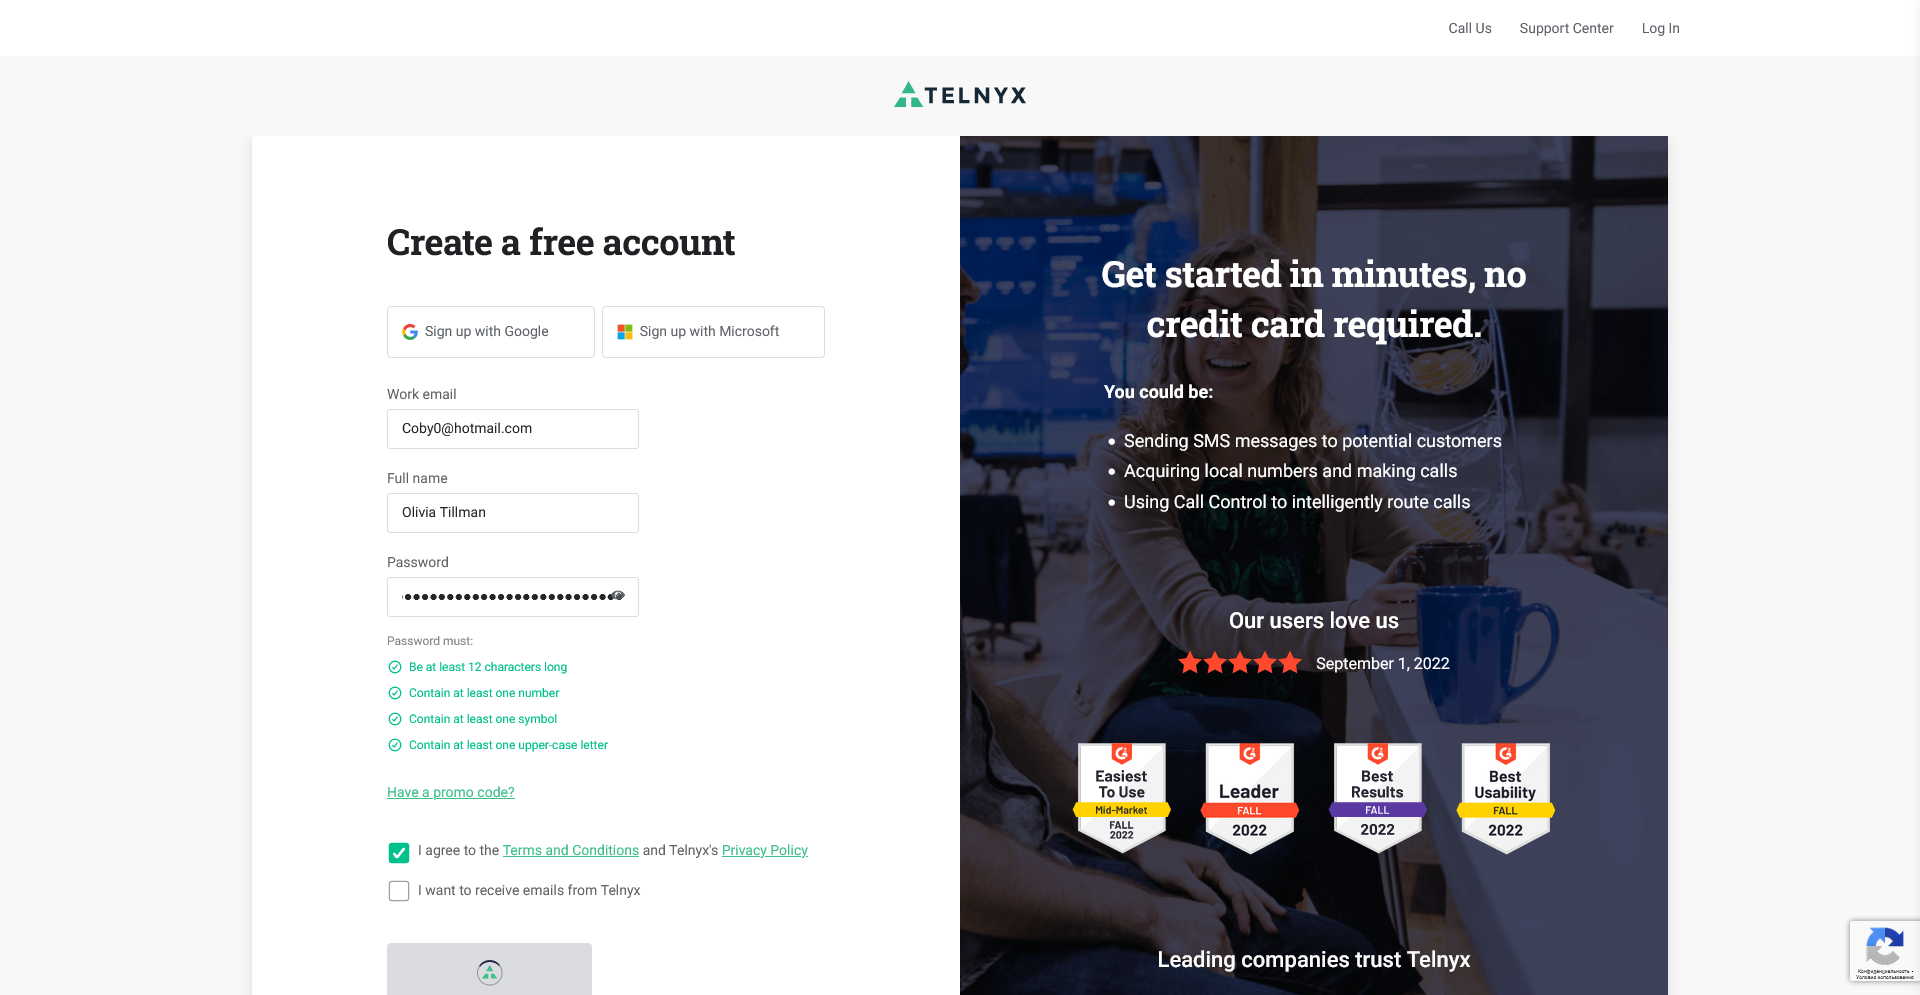 Call Us
Support Center
Log In
TELNYX
Create a free account
Sign up with Google
Sign up with Microsoft
Work email
Coby0@hotmail.com
Full name
Olivia Tillman
Password
Password must:
Be at least 12 characters long
Contain at least one number
Contain at least one symbol
Contain at least one upper-case letter
Have a promo code?
I agree to the Terms and Conditions and Telnyx's Privacy Policy
I want to receive emails from Telnyx
Get started in minutes, no
credit card required.
You could be:
Sending SMS messages to potential customers
Acquiring local numbers and making calls
Using Call Control to intelligently route calls
Our users love us
September 1, 2022
Easiest
To Use
Mid-Market
FALL
2022
Leader
FALL
2022
Best
Results
FALL
2022
Best
Usability
FALL
2022
Leading companies trust Telnyx
Конфиденциальность •
Условия использования